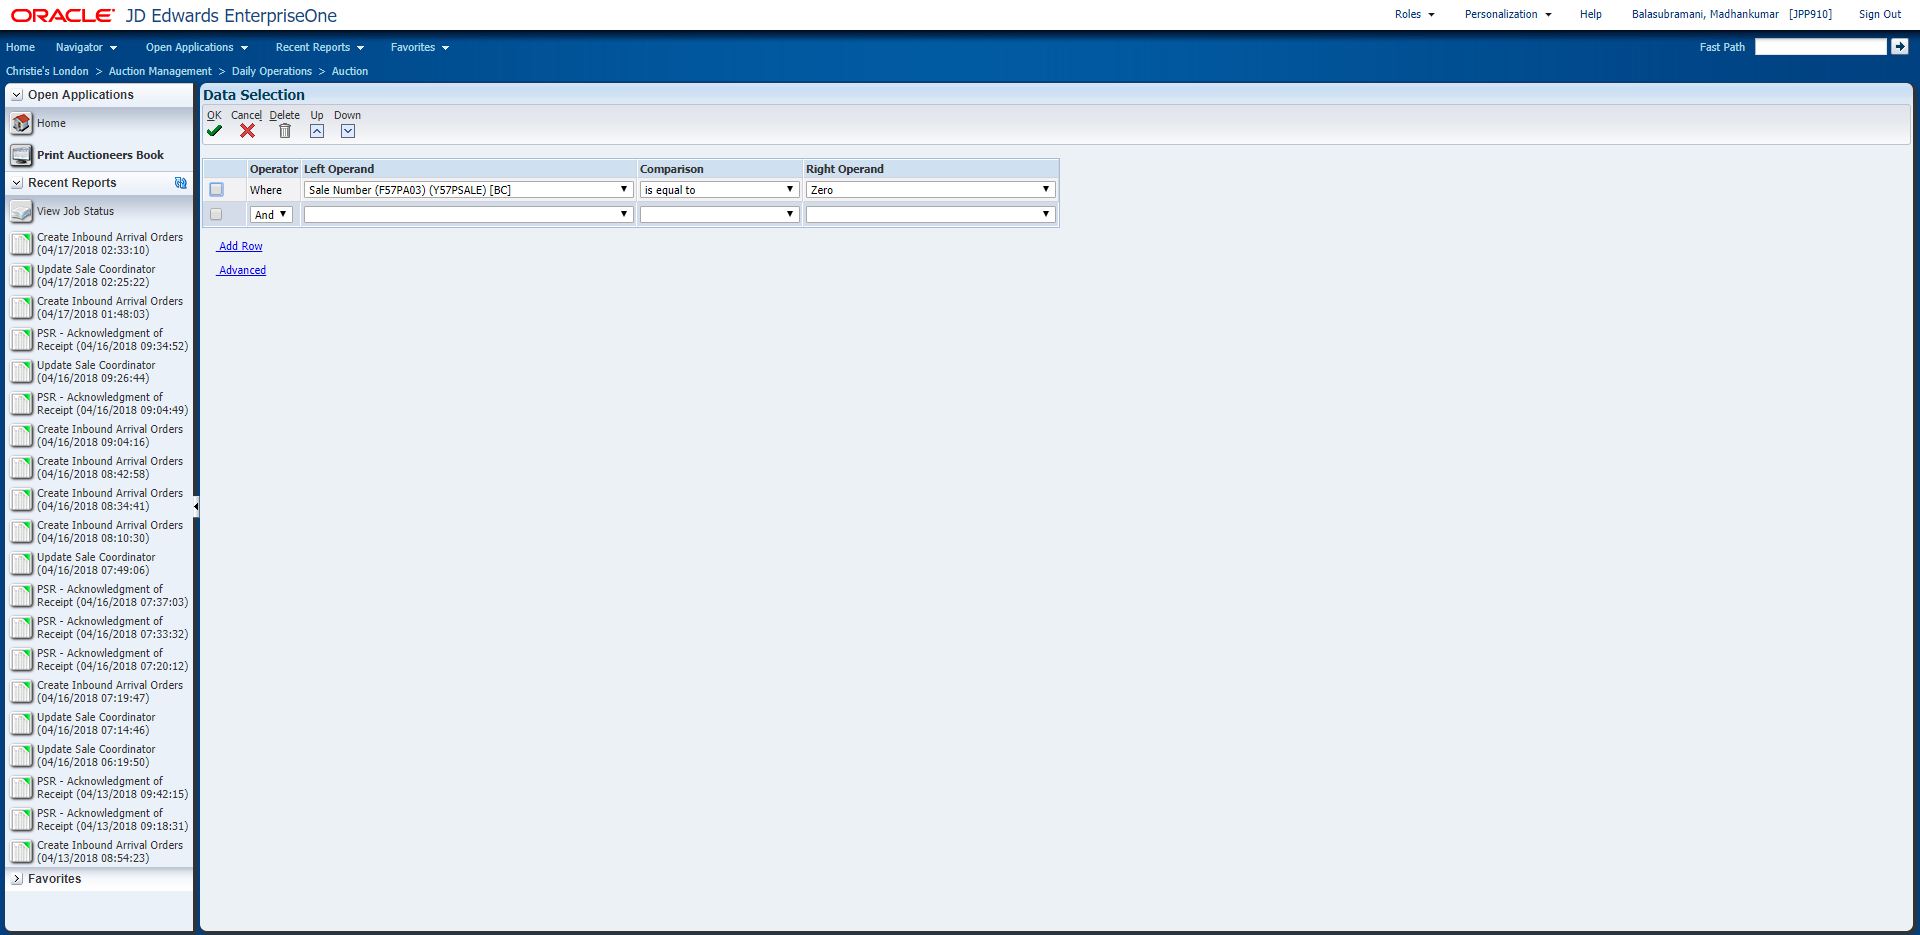 ORACLE JD Edwards EnterpriseOne
Roles Personalization Help Balasubramani, Madhankumar [JPP910] Sign Out
Home Navigator Open Applications Recent Reports Favorites Fast Path
Christie's London > Auction Management > Daily Operations > Auction
Open Applications
Home
Print Auctioneers Book
Recent Reports
View Job Status
Create Inbound Arrival Orders
(04/17/2018 02:33:10)
Update Sale Coordinator
(04/17/2018 02:25:22)
Create Inbound Arrival Orders
(04/17/2018 01:48:03)
PSR - Acknowledgment of
Receipt (04/16/2018 09:34:52)
Update Sale Coordinator
(04/16/2018 09:26:44)
PSR - Acknowledgment of
Receipt (04/16/2018 09:04:49)
Create Inbound Arrival Orders
(04/16/2018 09:04:16)
Create Inbound Arrival Orders
(04/16/2018 08:42:58)
Create Inbound Arrival Orders
(04/16/2018 08:34:41)
Create Inbound Arrival Orders
(04/16/2018 08:10:30)
Update Sale Coordinator
(04/16/2018 07:49:06)
PSR - Acknowledgment of
Receipt (04/16/2018 07:37:03)
PSR - Acknowledgment of
Receipt (04/16/2018 07:33:32)
PSR - Acknowledgment of
Receipt (04/16/2018 07:20:12)
Create Inbound Arrival Orders
(04/16/2018 07:19:47)
Update Sale Coordinator
(04/16/2018 07:14:46)
Update Sale Coordinator
(04/16/2018 06:19:50)
PSR - Acknowledgment of
Receipt (04/13/2018 09:42:15)
PSR - Acknowledgment of
Receipt (04/13/2018 09:18:31)
Create Inbound Arrival Orders
(04/13/2018 08:54:23)
Favorites
Data Selection
OK Cancel Delete Up Down
Operator Left Operand Comparison Right Operand
Where Sale Number (F57PA03) (Y57PSALE) [BC] is equal to Zero
And
Add Row
Advanced